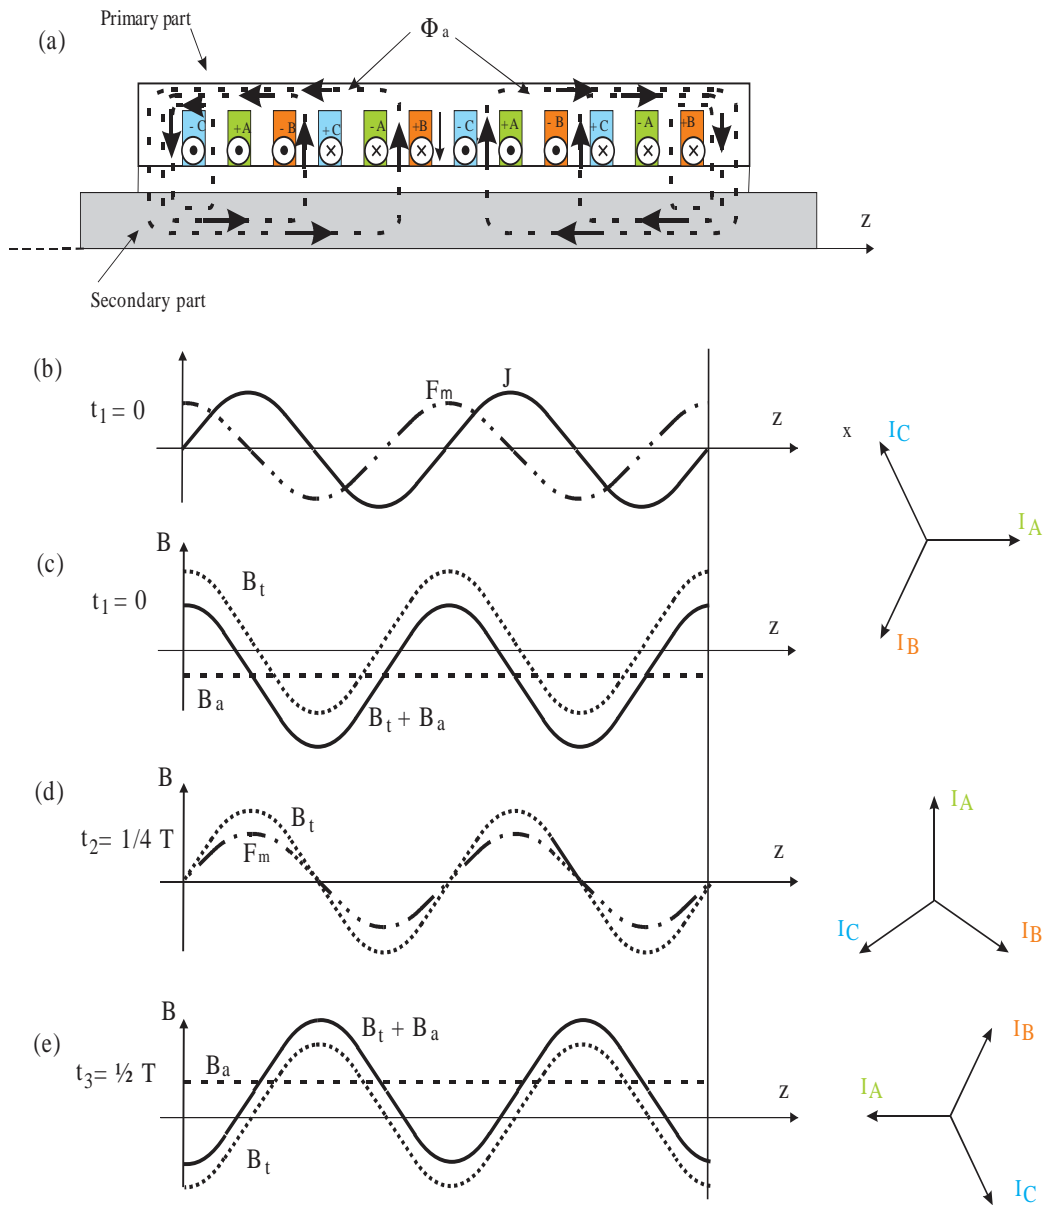 Primary part
(a)
Φa
- C +A - B +C -A +B - C +A - B +C -A +B
z
Secondary part
(b)
t1= 0
Fm
J
z
x
IC
IA
IB
B
(c)
t1= 0
Bt
z
Ba
Bt + Ba
B
(d)
t2= 1/4 T
Bt
Fm
z
IA
IC
IB
B
(e)
t3= ½ T
Bt + Ba
Ba
z
Bt
IB
IA
IC